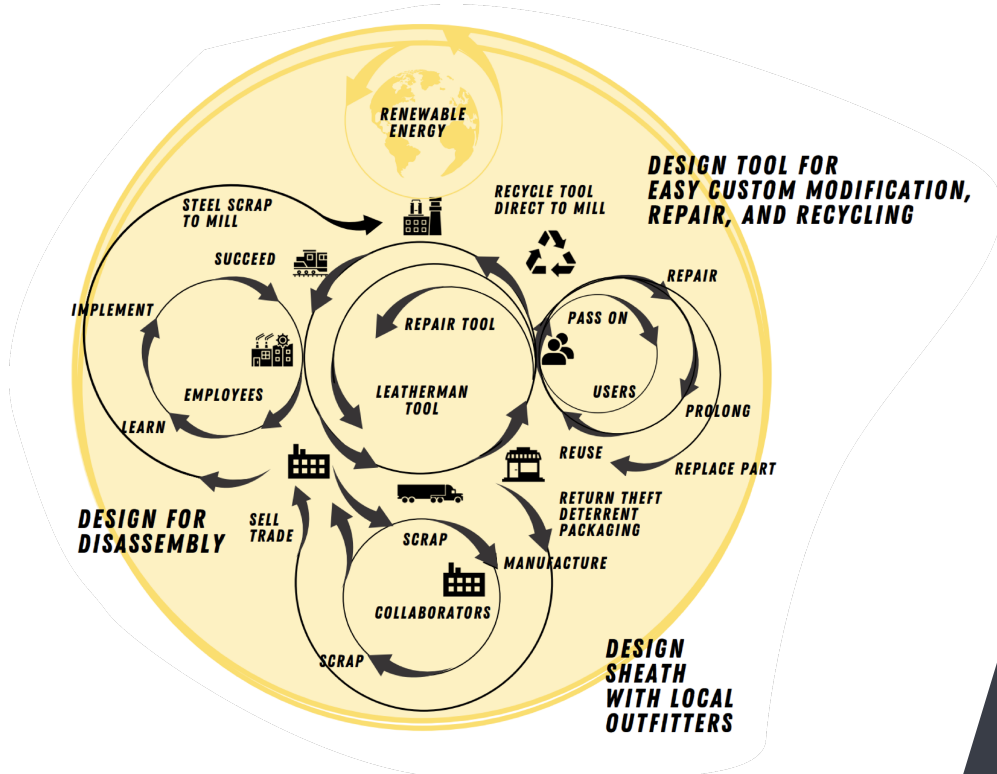 RENEWABLE
ENERGY
DESIGN TOOL FOR
EASY CUSTOM MODIFICATION,
REPAIR, AND RECYCLING
STEEL SCRAP
TO MILL
RECYCLE TOOL
DIRECT TO MILL
SUCCEED
REPAIR
IMPLEMENT
REPAIR TOOL
PASS ON
EMPLOYEES
LEATHERMAN
TOOL
USERS
PROLONG
LEARN
REUSE
REPLACE PART
DESIGN FOR
DISASSEMBLY
SELL
TRADE
RETURN THEFT
DETERRENT
PACKAGING
SCRAP
MANUFACTURE
COLLABORATORS
SCRAP
DESIGN
SHEATH
WITH LOCAL
OUTFITTERS